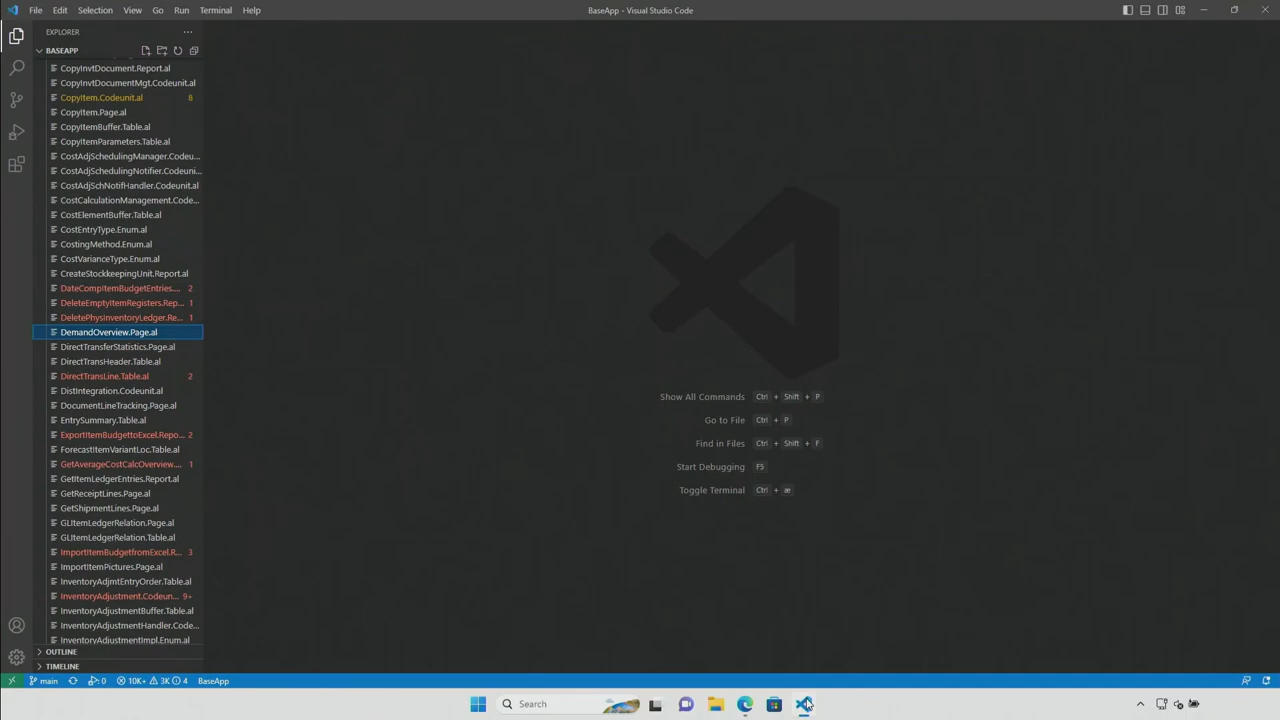 File Edit Selection View Go Run Terminal Help
BaseApp - Visual Studio Code
EXPLORER
BASEAPP
CopyInvtDocument.Report.al
CopyInvtDocumentMgt.Codeunit.al
CopyItem.Codeunit.al 8
CopyItem.Page.al
CopyItemBuffer.Table.al
CopyItemParameters.Table.al
CostAdjSchedulingManager.Codeu...
CostAdjSchedulingNotifier.Codeuni...
CostAdjSchNotifHandler.Codeunit.al
CostCalculationManagement.Code...
CostElementBuffer.Table.al
CostEntryType.Enum.al
CostingMethod.Enum.al
CostVarianceType.Enum.al
CreateStockkeepingUnit.Report.al
DateCompItemBudgetEntries.... 2
DeleteEmptyItemRegisters.Rep... 1
DeletePhysInventoryLedger.Re... 1
DemandOverview.Page.al
DirectTransferStatistics.Page.al
DirectTransHeader.Table.al
DirectTransLine.Table.al 2
DistIntegration.Codeunit.al
DocumentLineTracking.Page.al
EntrySummary.Table.al
ExportItemBudgettoExcel.Repo... 2
ForecastItemVariantLoc.Table.al
GetAverageCostCalcOverview.... 1
GetItemLedgerEntries.Report.al
GetReceiptLines.Page.al
GetShipmentLines.Page.al
GLItemLedgerRelation.Page.al
GLItemLedgerRelation.Table.al
ImportItemBudgetfromExcel.R... 3
ImportItemPictures.Page.al
InventoryAdjmtEntryOrder.Table.al
InventoryAdjustment.Codeun... 9+
InventoryAdjustmentBuffer.Table.al
InventoryAdjustmentHandler.Code...
InventoryAdjustmentImpl.Enum.al
OUTLINE
TIMELINE
Show All Commands Ctrl + Shift + P
Go to File Ctrl + P
Find in Files Ctrl + Shift + F
Start Debugging F5
Toggle Terminal Ctrl + æ
main 0 10K+ 3K 4 BaseApp
Search